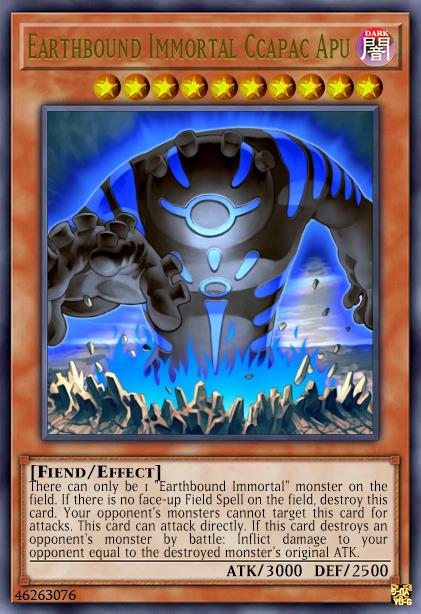 Earthbound Immortal Ccapac Apu
DARK
闇
[Fiend/Effect]
There can only be 1 "Earthbound Immortal" monster on
the field. If there is no face-up Field Spell on the field, destroy this
card. Your opponent's monsters cannot target this card for
attacks. This card can attack directly. If this card destroys an
opponent's monster by battle: Inflict damage to your
opponent equal to the destroyed monster's original ATK.
ATK/3000 DEF/2500
46263076